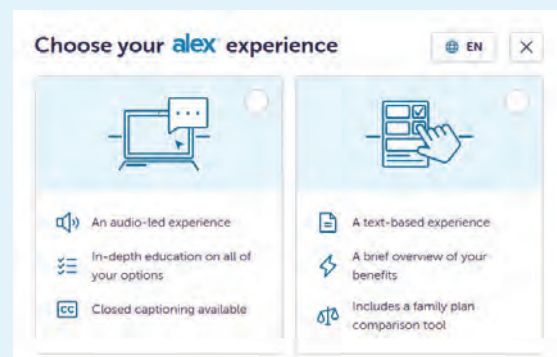 Choose your alex experience
EN
An audio-led experience
In-depth education on all of
your options
CC Closed captioning available
A text-based experience
A brief overview of your
benefits
Includes a family plan
comparison tool